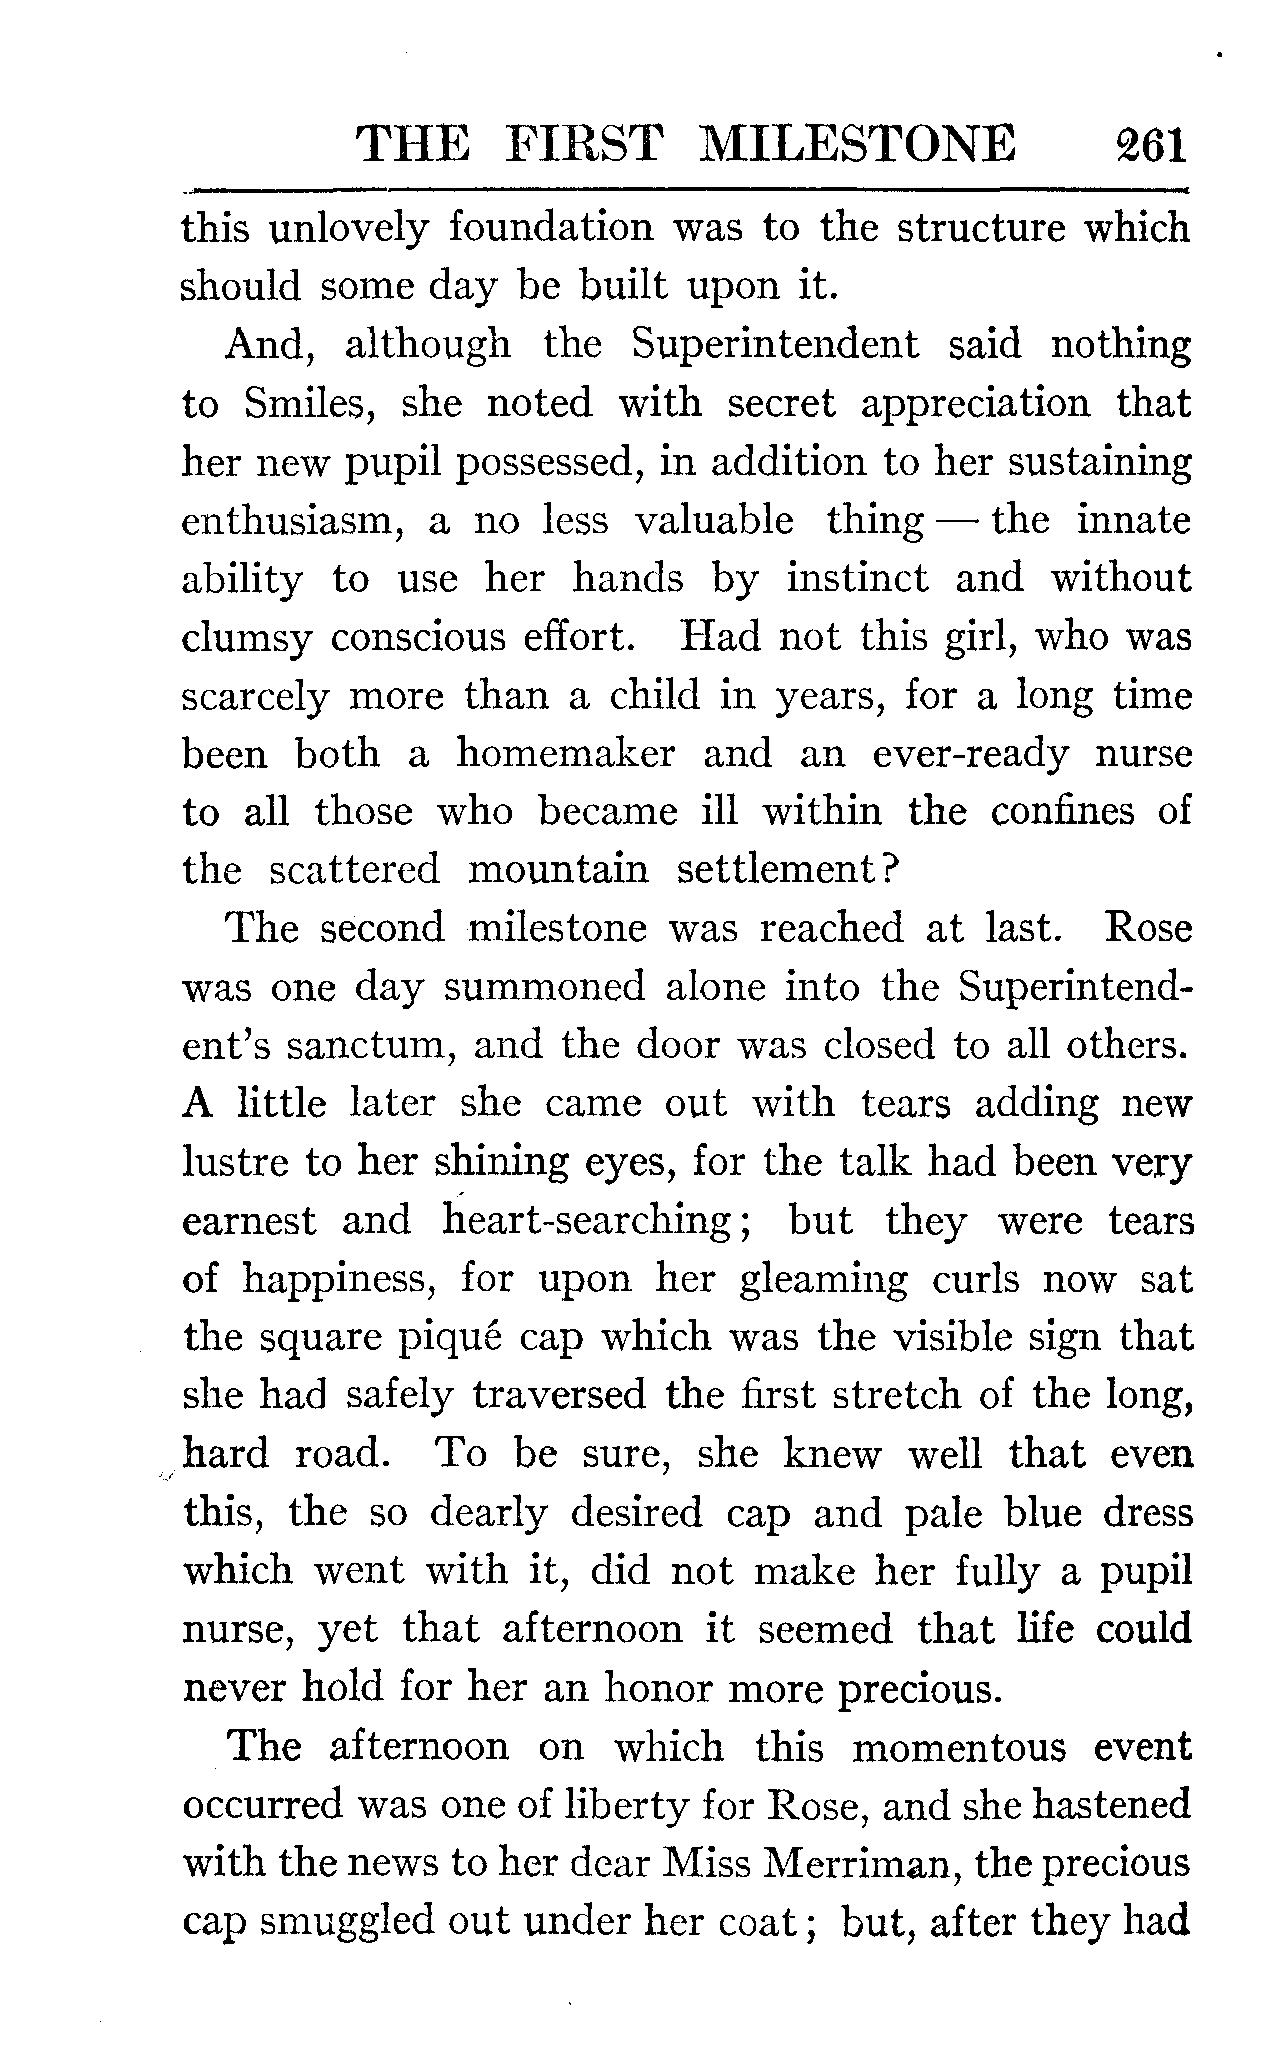 THE FIRST MILESTONE 261
this unlovely foundation was to the structure which
should some day be built upon it.
And, although the Superintendent said nothing
to Smiles, she noted with secret appreciation that
her new pupil possessed, in addition to her sustaining
enthusiasm, a no less valuable thing — the innate
ability to use her hands by instinct and without
clumsy conscious effort. Had not this girl, who was
scarcely more than a child in years, for a long time
been both a homemaker and an ever-ready nurse
to all those who became ill within the confines of
the scattered mountain settlement?
The second milestone was reached at last. Rose
was one day summoned alone into the Superintend-
ent's sanctum, and the door was closed to all others.
A little later she came out with tears adding new
lustre to her shining eyes, for the talk had been very
earnest and heart-searching; but they were tears
of happiness, for upon her gleaming curls now sat
the square piqué cap which was the visible sign that
she had safely traversed the first stretch of the long,
hard road. To be sure, she knew well that even
this, the so dearly desired cap and pale blue dress
which went with it, did not make her fully a pupil
nurse, yet that afternoon it seemed that life could
never hold for her an honor more precious.
The afternoon on which this momentous event
occurred was one of liberty for Rose, and she hastened
with the news to her dear Miss Merriman, the precious
cap smuggled out under her coat; but, after they had